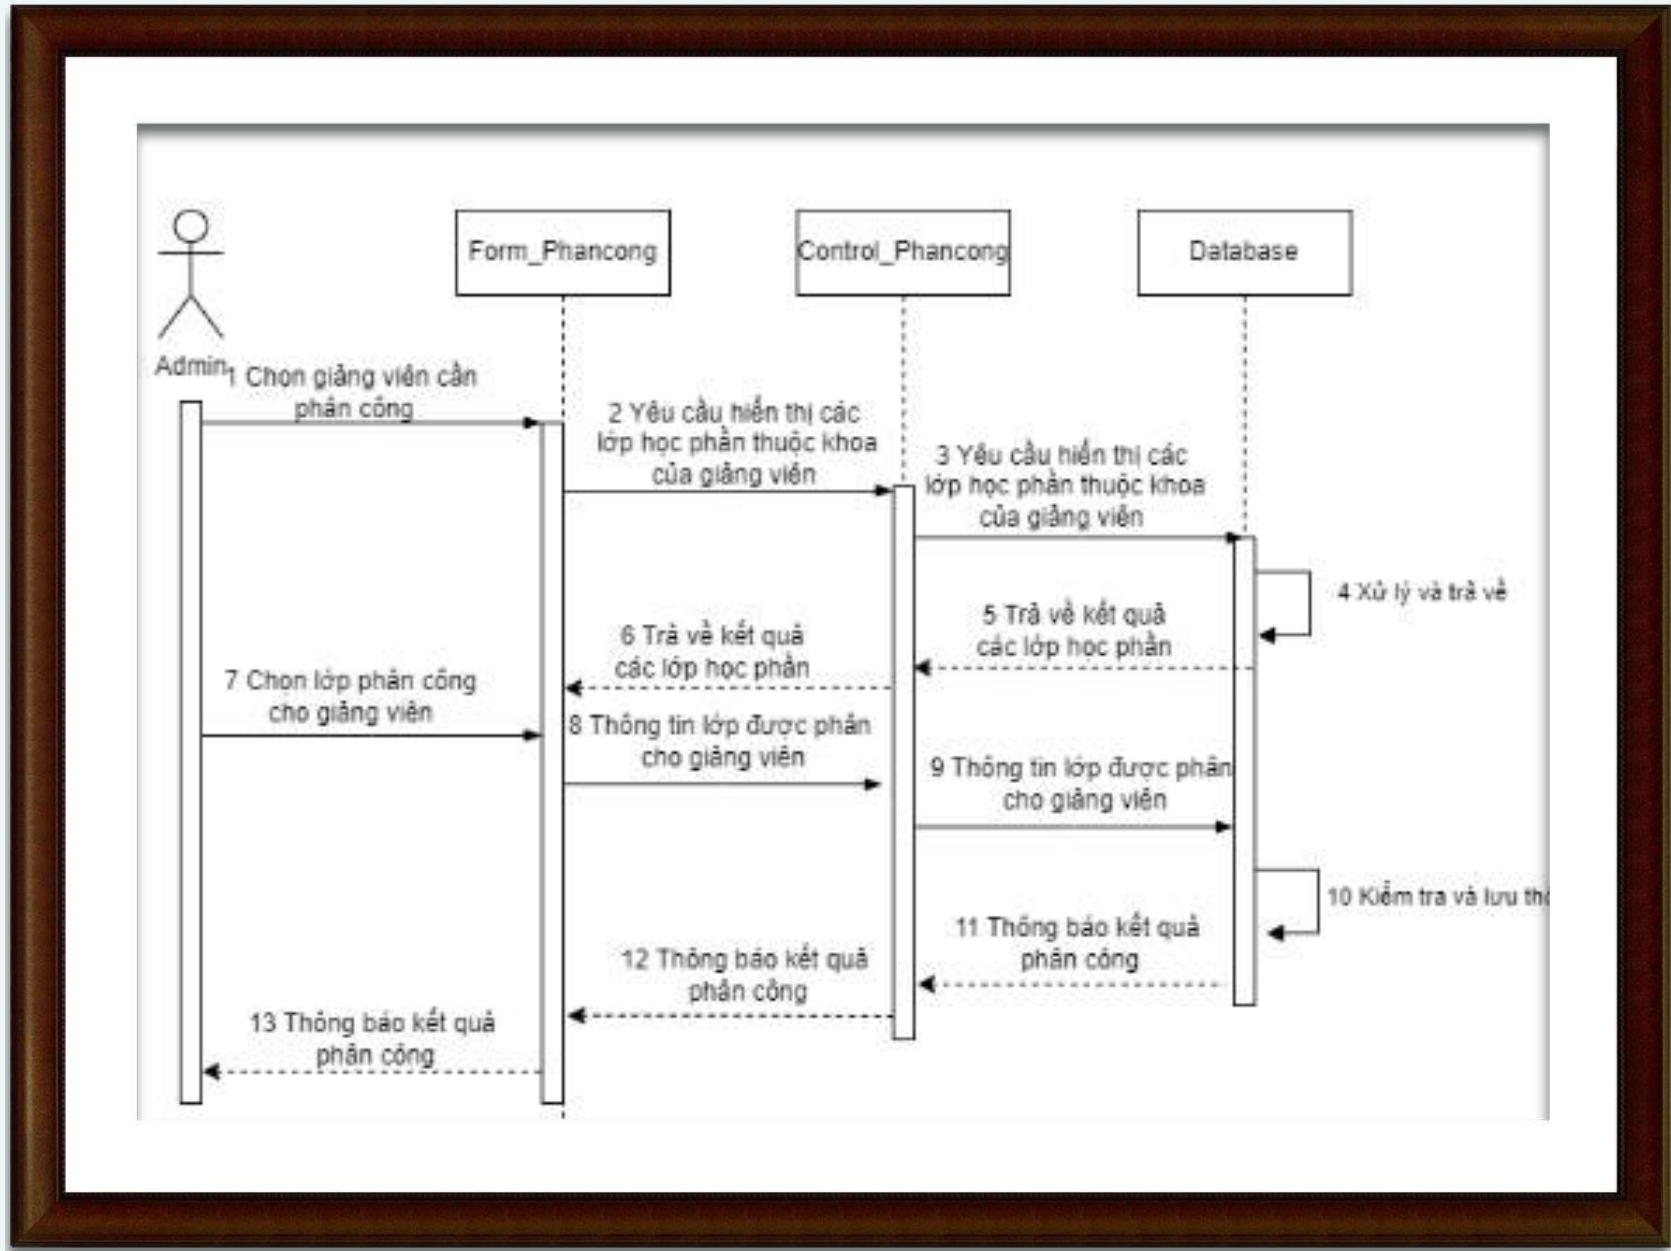 Form_Phancong
Control_Phancong
Database
Admin
1 Chọn giảng viên cần
phân công
2 Yêu cầu hiển thị các
lớp học phần thuộc khoa
của giảng viên
3 Yêu cầu hiển thị các
lớp học phần thuộc khoa
của giảng viên
4 Xử lý và trả về
5 Trả về kết quả
các lớp học phần
6 Trả về kết quả
các lớp học phần
7 Chọn lớp phân công
cho giảng viên
8 Thông tin lớp được phân
cho giảng viên
9 Thông tin lớp được phân
cho giảng viên
10 Kiểm tra và lưu
11 Thông báo kết quả
phân công
12 Thông báo kết quả
phân công
13 Thông báo kết quả
phân công